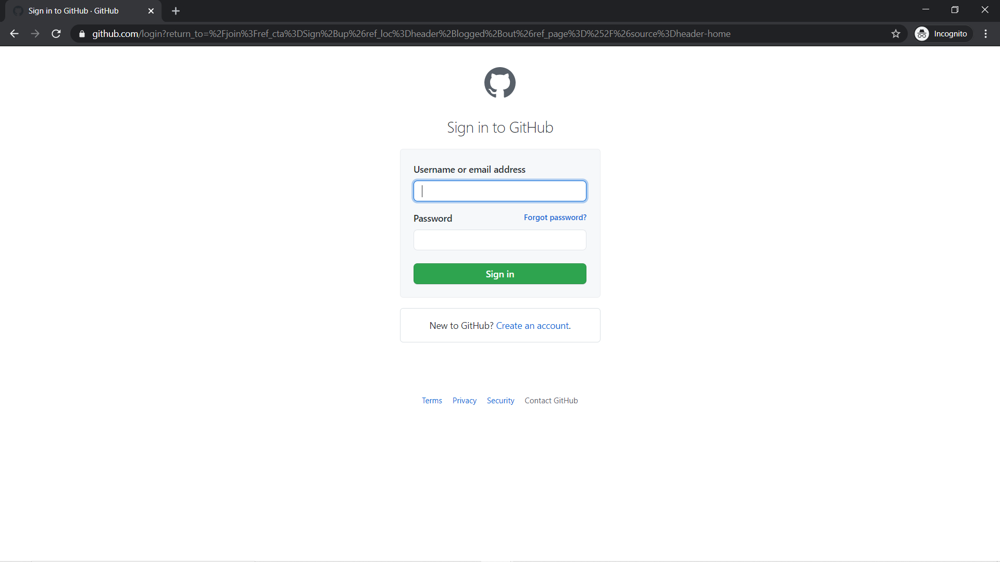 Sign in to GitHub · GitHub
github.com/login?return_to=%2Fjoin%3Fref_cta%3DSign%2Bup%26ref_loc%3Dheader%2Blogged%2Bout%26ref_page%3D%252F%26source%3Dheader-home
Incognito
Sign in to GitHub
Username or email address
Password
Forgot password?
Sign in
New to GitHub? Create an account.
Terms Privacy Security Contact GitHub